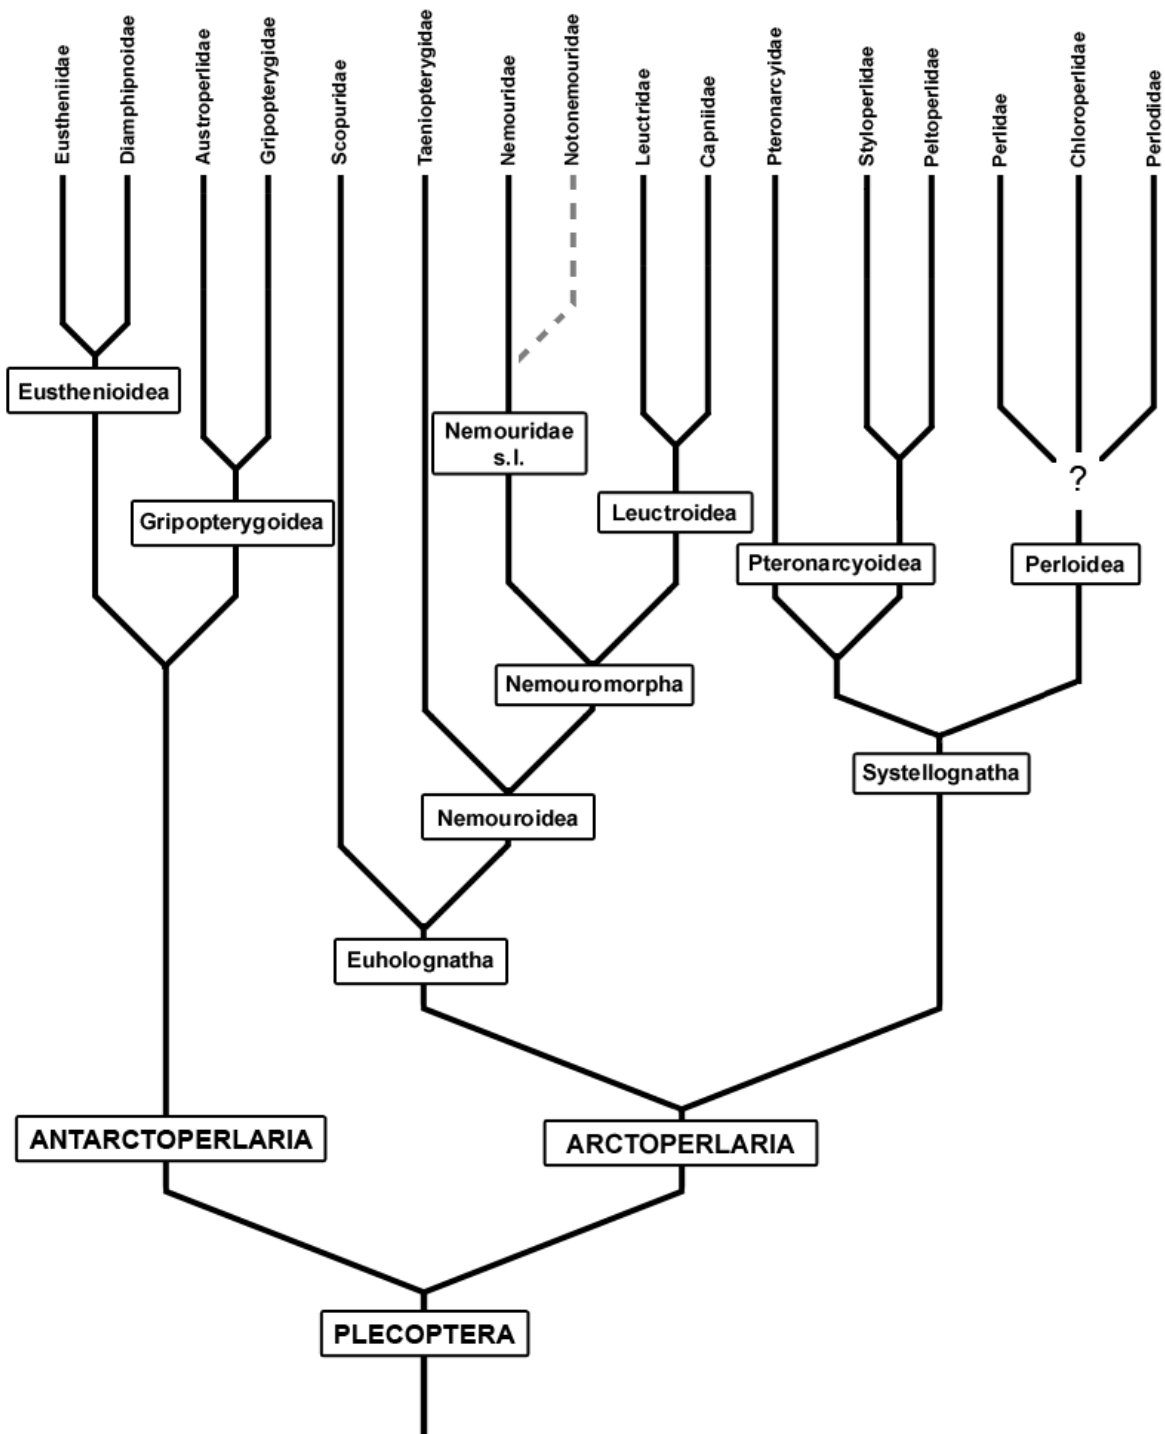 Eustheniidae
Diamphipnoidae
Austroperlidae
Gripopterygidae
Scopuridae
Taeniopterygidae
Nemouridae
Notonemouridae
Leuctridae
Capniidae
Pteronarcyidae
Styloperlidae
Peltoperlidae
Perlidae
Chloroperlidae
Perlodidae
Eusthenioidea
Nemouridae
s.l.
?
Gripopterygoidea
Leuctroidea
Pteronarcyoidea
Perloidea
Nemouromorpha
Systellognatha
Nemouroidea
Euholognatha
ANTARCTOPERLARIA
ARCTOPERLARIA
PLECOPTERA